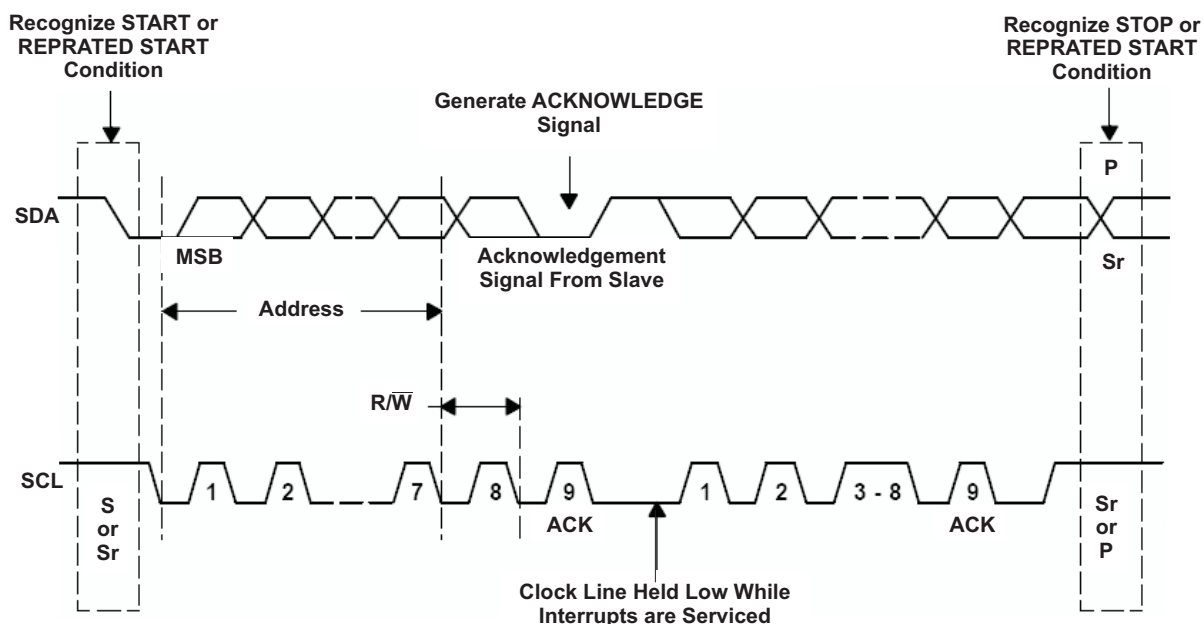 Recognize START or
REPRATED START
Condition
Recognize STOP or
REPRATED START
Condition
Generate ACKNOWLEDGE
Signal
P
SDA
MSB
Acknowledgement
Signal From Slave
Sr
Address
R/W̅
SCL
1
2
7
8
9
1
2
3 - 8
9
ACK
ACK
S
or
Sr
Sr
or
P
Clock Line Held Low While
Interrupts are Serviced